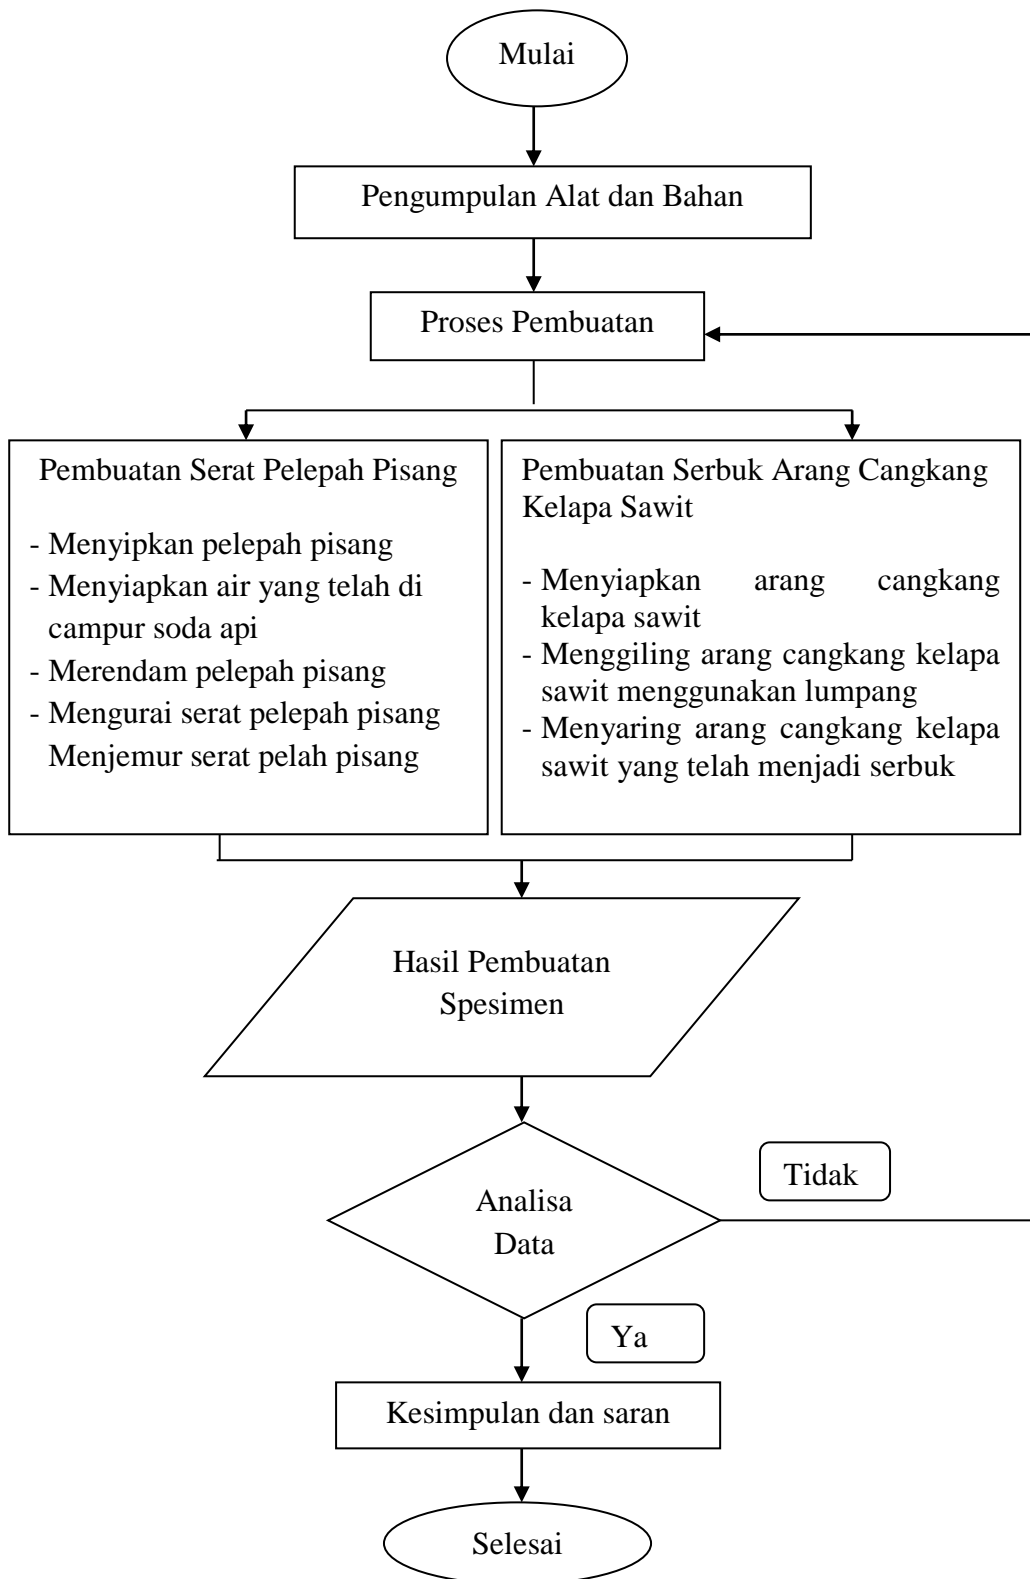 Mulai
Pengumpulan Alat dan Bahan
Proses Pembuatan
Pembuatan Serat Pelepah Pisang
- Menyipkan pelepah pisang
- Menyiapkan air yang telah di
campur soda api
- Merendam pelepah pisang
- Mengurai serat pelepah pisang
Menjemur serat pelah pisang
Pembuatan Serbuk Arang Cangkang
Kelapa Sawit
- Menyiapkan arang cangkang
kelapa sawit
- Menggiling arang cangkang kelapa
sawit menggunakan lumpang
- Menyaring arang cangkang kelapa
sawit yang telah menjadi serbuk
Hasil Pembuatan
Spesimen
Analisa
Data
Tidak
Ya
Kesimpulan dan saran
Selesai